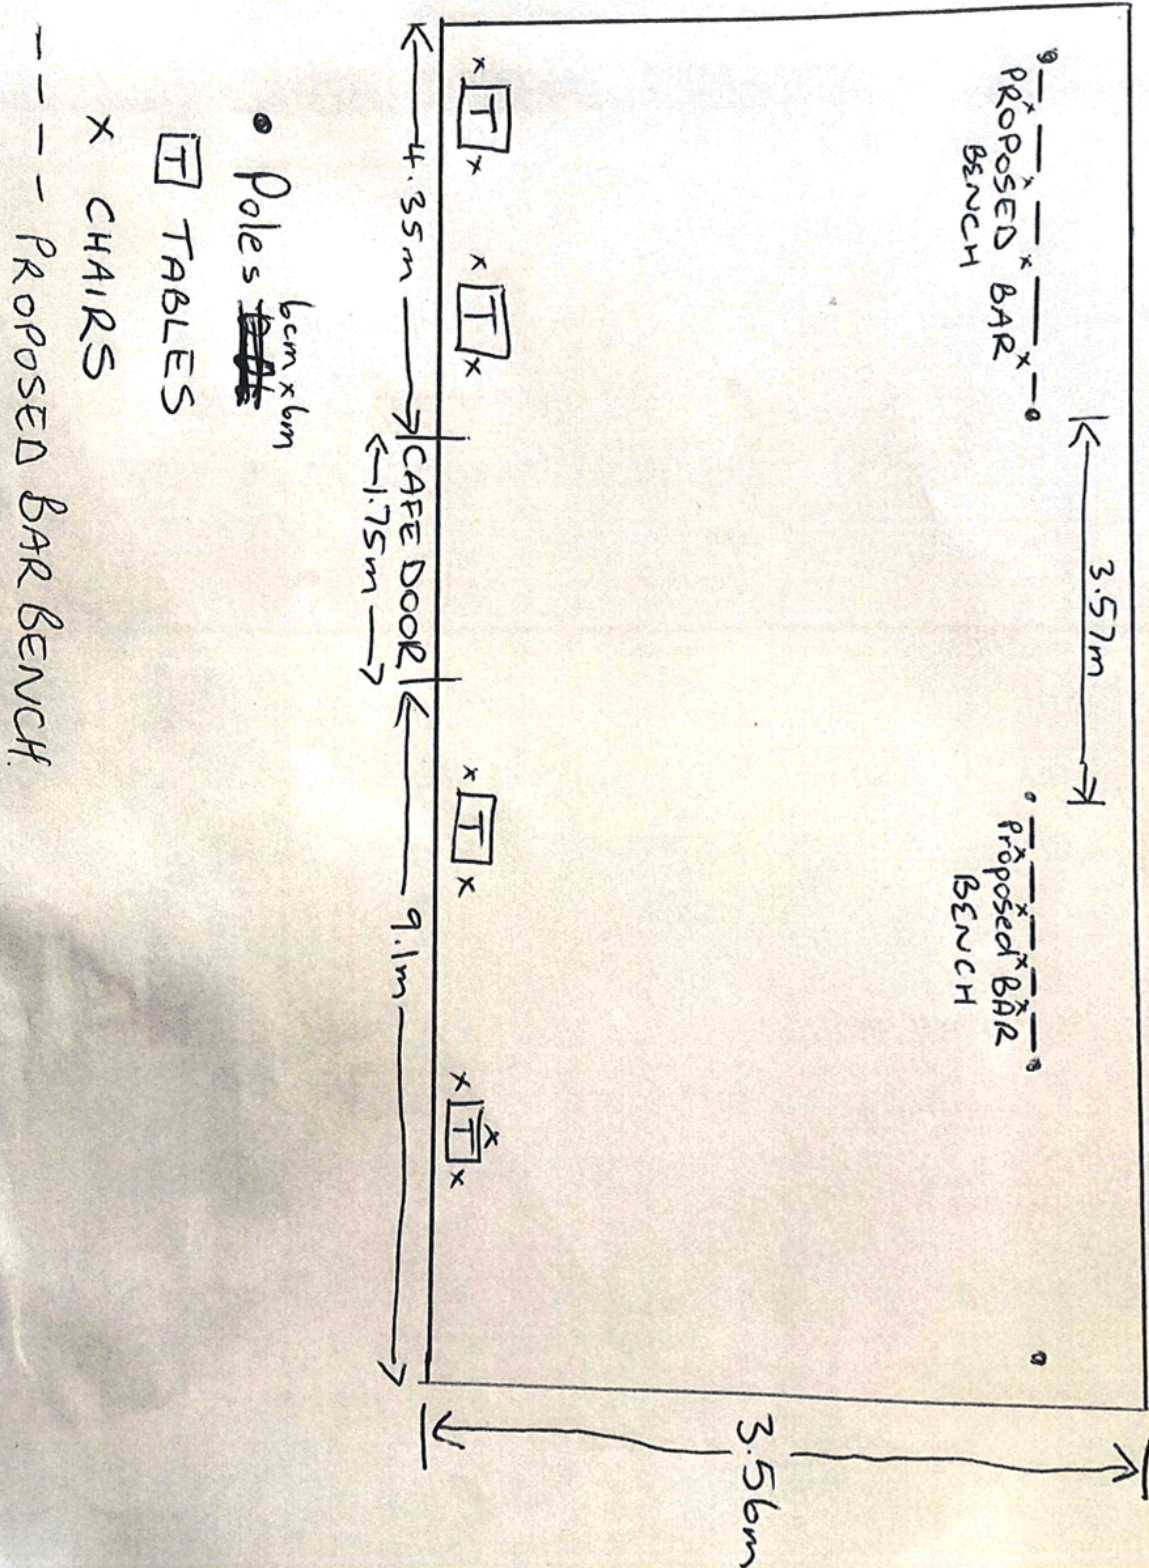 3.57m
PROPOSED BAR
BENCH
Proposed BAR
BENCH
3.56m
x T x
x T x
x T x
x T x x
4.35m
CAFE DOOR
9.1m
1.75m
Poles 6cm x 6m
T TABLES
X CHAIRS
---- PROPOSED BAR BENCH.